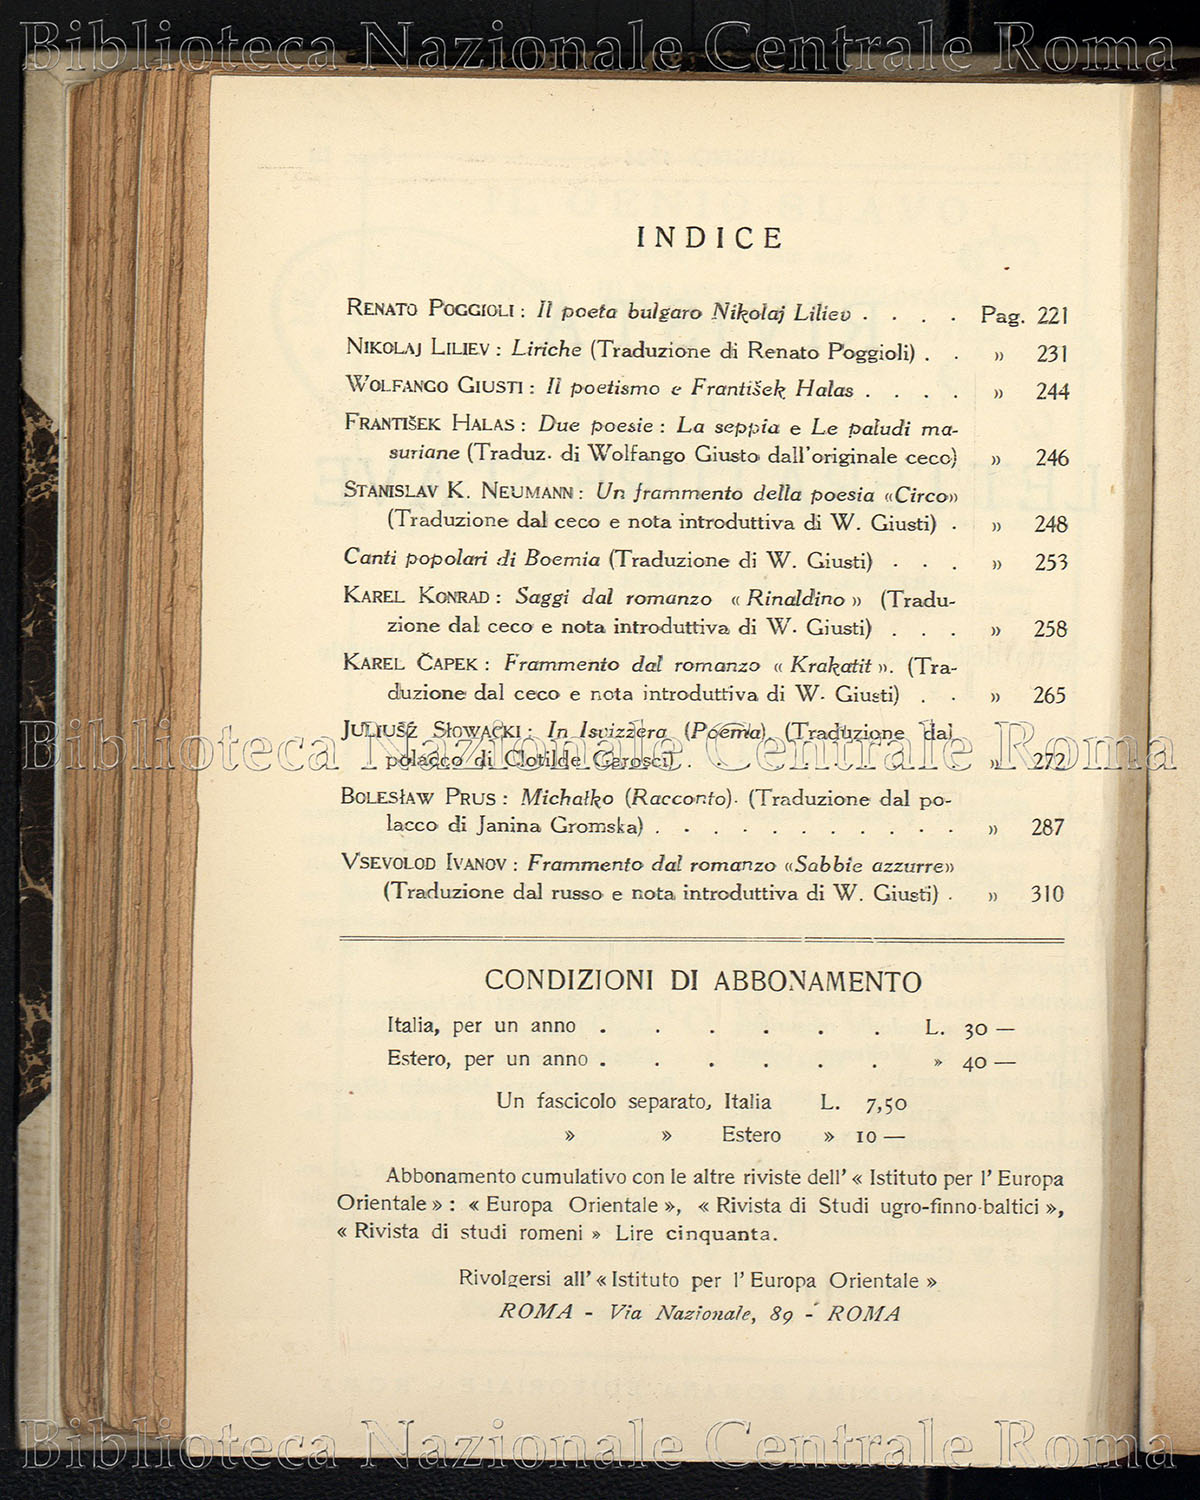 Biblioteca Nazionale Centrale Roma
INDICE
RENATO POGGIOLI : Il poeta bulgaro Nikolaj Liliev . . . . Pag. 221
NIKOLAJ LILIEV : Liriche (Traduzione di Renato Poggioli) . . » 231
WOLFANGO GIUSTI : Il poetismo e František Halas . . . . » 244
FRANTIŠEK HALAS : Due poesie : La seppia e Le paludi ma-
suriane (Traduz. di Wolfango Giusto dall'originale ceco) » 246
STANISLAV K. NEUMANN : Un frammento della poesia «Circo»
(Traduzione dal ceco e nota introduttiva di W. Giusti) . » 248
Canti popolari di Boemia (Traduzione di W. Giusti) . . . » 253
KAREL KONRAD : Saggi dal romanzo « Rinaldino » (Tradu-
zione dal ceco e nota introduttiva di W. Giusti) . . . » 258
KAREL ČAPEK : Frammento dal romanzo « Krakatit ». (Tra-
duzione dal ceco e nota introduttiva di W. Giusti) . . » 265
JULIUSŹ SŁOWACKI : In Isvizzera (Poema) (Traduzione dal
polacco di Clotilde Garosci) . » 272
Biblioteca Nazionale Centrale Roma
BOLESŁAW PRUS : Michałko (Racconto). (Traduzione dal po-
lacco di Janina Gromska) . . . . . . . . . . . » 287
VSEVOLOD IVANOV : Frammento dal romanzo «Sabbie azzurre»
(Traduzione dal russo e nota introduttiva di W. Giusti) . » 310
CONDIZIONI DI ABBONAMENTO
Italia, per un anno . . . . . . L. 30 —
Estero, per un anno . . . . . . » 40 —
Un fascicolo separato, Italia L. 7,50
» » Estero » 10 —
Abbonamento cumulativo con le altre riviste dell' « Istituto per l' Europa
Orientale » : « Europa Orientale », « Rivista di Studi ugro-finno-baltici »,
« Rivista di studi romeni » Lire cinquanta.
Rivolgersi all' « Istituto per l' Europa Orientale »
ROMA - Via Nazionale, 89 - ROMA
Biblioteca Nazionale Centrale Roma